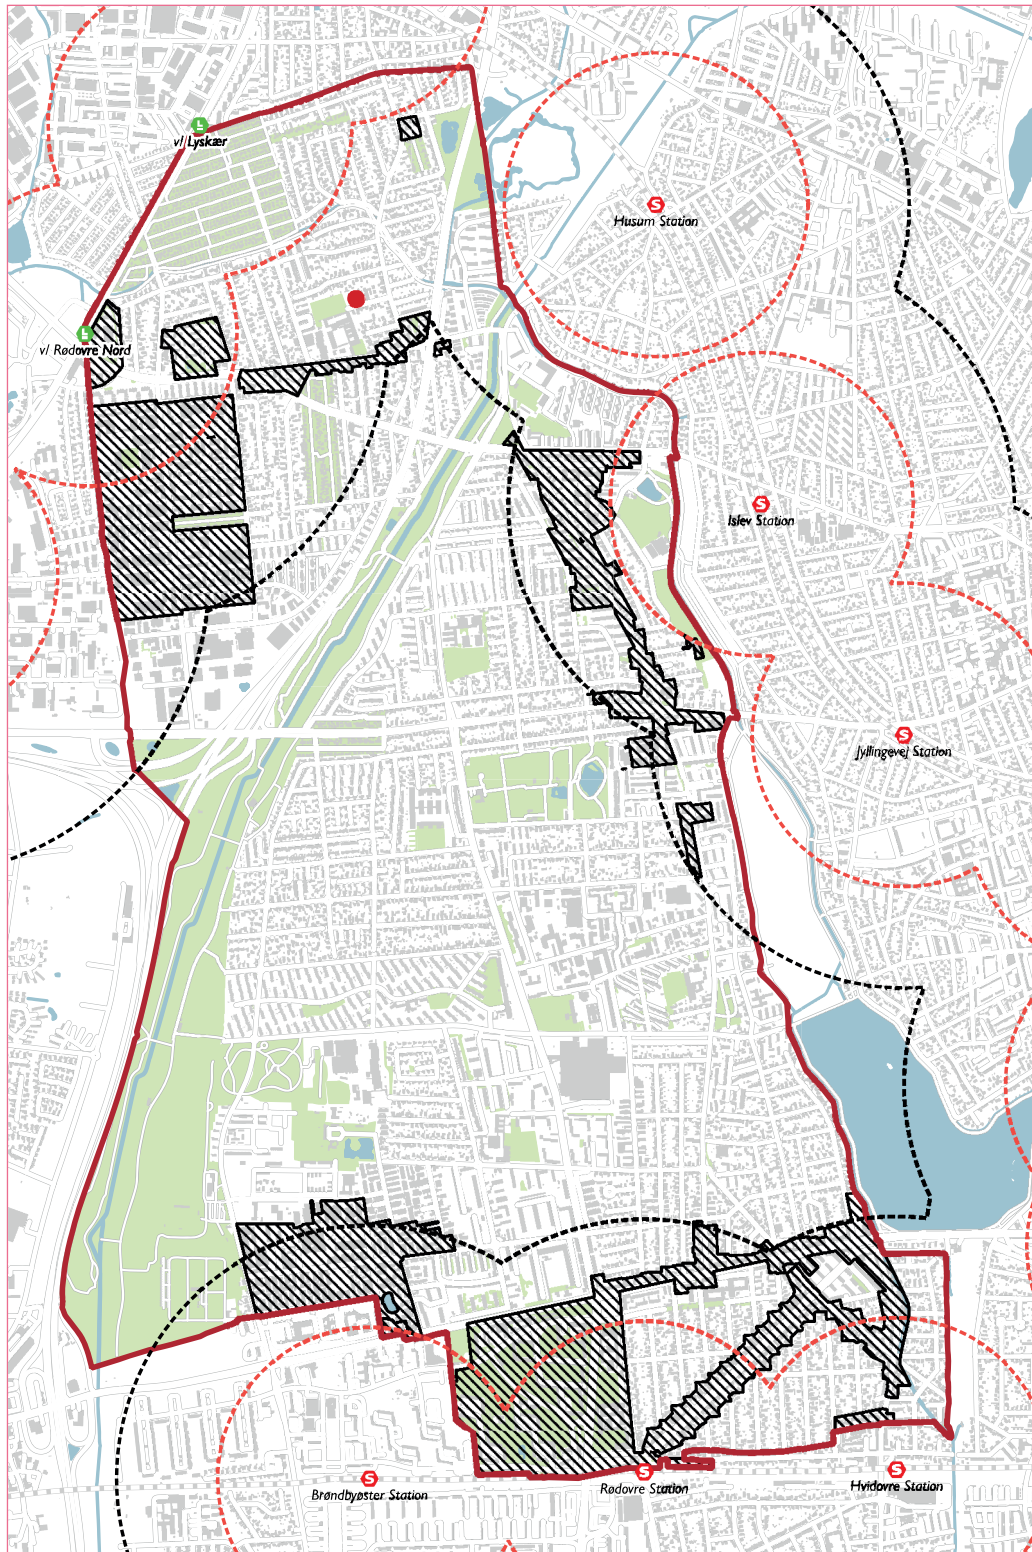 Ł
v/ Lyskær
S
Husum Station
Ł
v/ Rødovre Nord
S
Islev Station
S
Jyllingevej Station
S
Brøndbyøster Station
S
Rødovre Station
S
Hvidovre Station